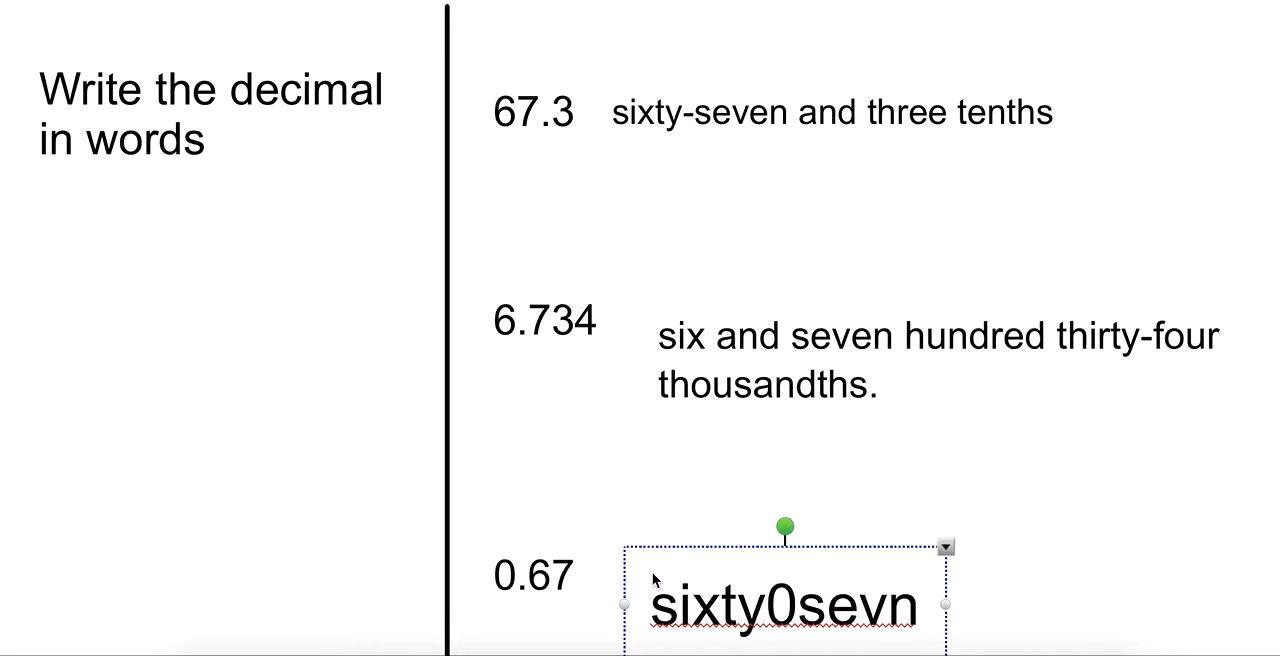 Write the decimal
in words
67.3 sixty-seven and three tenths
6.734 six and seven hundred thirty-four
thousandths.
0.67 sixty0sevn